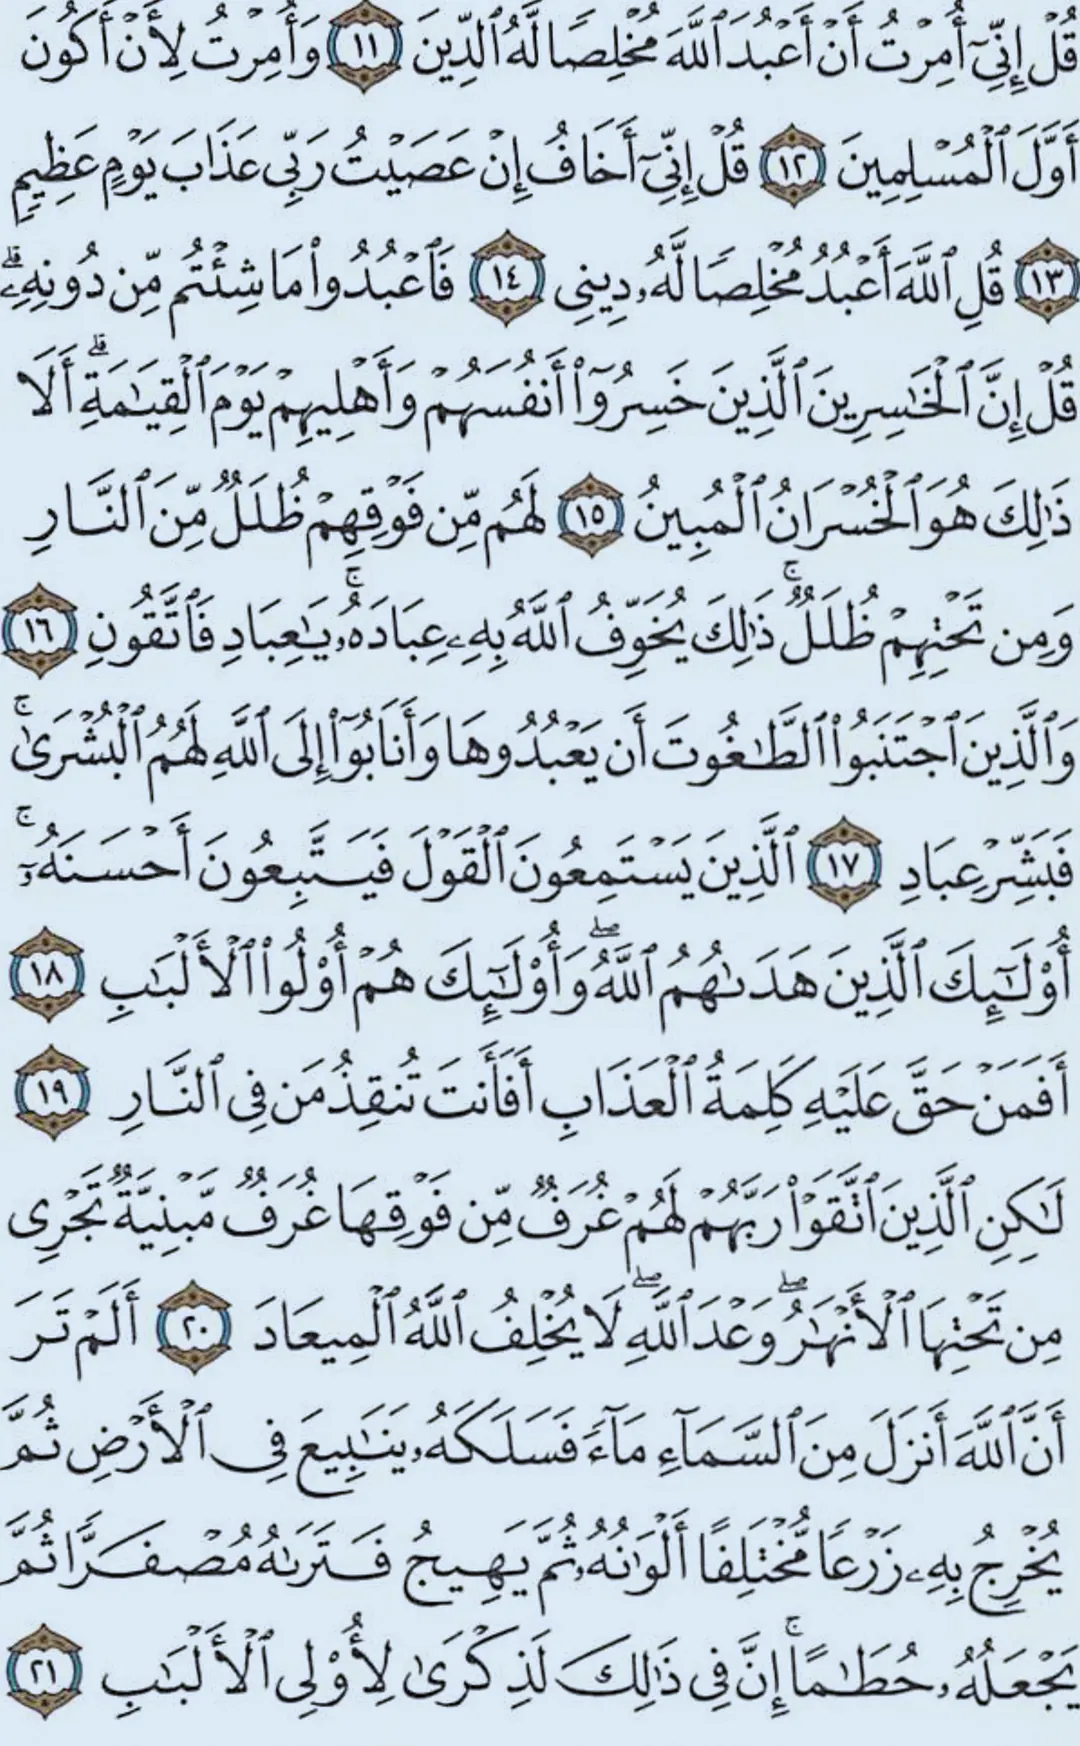 قُلْ إِنِّيٓ أُمِرْتُ أَنْ أَعْبُدَ ٱللَّهَ مُخْلِصًا لَّهُ ٱلدِّينَ ١١ وَأُمِرْتُ لِأَنْ أَكُونَ
أَوَّلَ ٱلْمُسْلِمِينَ ١٢ قُلْ إِنِّيٓ أَخَافُ إِنْ عَصَيْتُ رَبِّي عَذَابَ يَوْمٍ عَظِيمٍ
١٣ قُلِ ٱللَّهَ أَعْبُدُ مُخْلِصًا لَّهُۥ دِينِي ١٤ فَٱعْبُدُوا۟ مَا شِئْتُم مِّن دُونِهِۦۗ
قُلْ إِنَّ ٱلْخَٰسِرِينَ ٱلَّذِينَ خَسِرُوٓا۟ أَنفُسَهُمْ وَأَهْلِيهِمْ يَوْمَ ٱلْقِيَٰمَةِۗ أَلَا
ذَٰلِكَ هُوَ ٱلْخُسْرَانُ ٱلْمُبِينُ ١٥ لَهُم مِّن فَوْقِهِمْ ظُلَلٌ مِّنَ ٱلنَّارِ
وَمِن تَحْتِهِمْ ظُلَلٌۚ ذَٰلِكَ يُخَوِّفُ ٱللَّهُ بِهِۦ عِبَادَهُۥۚ يَٰعِبَادِ فَٱتَّقُونِ ١٦
وَٱلَّذِينَ ٱجْتَنَبُوا۟ ٱلطَّٰغُوتَ أَن يَعْبُدُوهَا وَأَنَابُوٓا۟ إِلَى ٱللَّهِ لَهُمُ ٱلْبُشْرَىٰۚ
فَبَشِّرْ عِبَادِ ١٧ ٱلَّذِينَ يَسْتَمِعُونَ ٱلْقَوْلَ فَيَتَّبِعُونَ أَحْسَنَهُۥٓۚ
أُو۟لَٰٓئِكَ ٱلَّذِينَ هَدَىٰهُمُ ٱللَّهُۖ وَأُو۟لَٰٓئِكَ هُمْ أُو۟لُوا۟ ٱلْأَلْبَٰبِ ١٨
أَفَمَنْ حَقَّ عَلَيْهِ كَلِمَةُ ٱلْعَذَابِ أَفَأَنتَ تُنقِذُ مَن فِي ٱلنَّارِ ١٩
لَٰكِنِ ٱلَّذِينَ ٱتَّقَوْا۟ رَبَّهُمْ لَهُمْ غُرَفٌ مِّن فَوْقِهَا غُرَفٌ مَّبْنِيَّةٌ تَجْرِي
مِن تَحْتِهَا ٱلْأَنْهَٰرُۖ وَعْدَ ٱللَّهِۖ لَا يُخْلِفُ ٱللَّهُ ٱلْمِيعَادَ ٢٠ أَلَمْ تَرَ
أَنَّ ٱللَّهَ أَنزَلَ مِنَ ٱلسَّمَآءِ مَآءً فَسَلَكَهُۥ يَنَٰبِيعَ فِي ٱلْأَرْضِ ثُمَّ
يُخْرِجُ بِهِۦ زَرْعًا مُّخْتَلِفًا أَلْوَٰنُهُۥ ثُمَّ يَهِيجُ فَتَرَىٰهُ مُصْفَرًّا ثُمَّ
يَجْعَلُهُۥ حُطَٰمًاۚ إِنَّ فِي ذَٰلِكَ لَذِكْرَىٰ لِأُو۟لِي ٱلْأَلْبَٰبِ ٢١